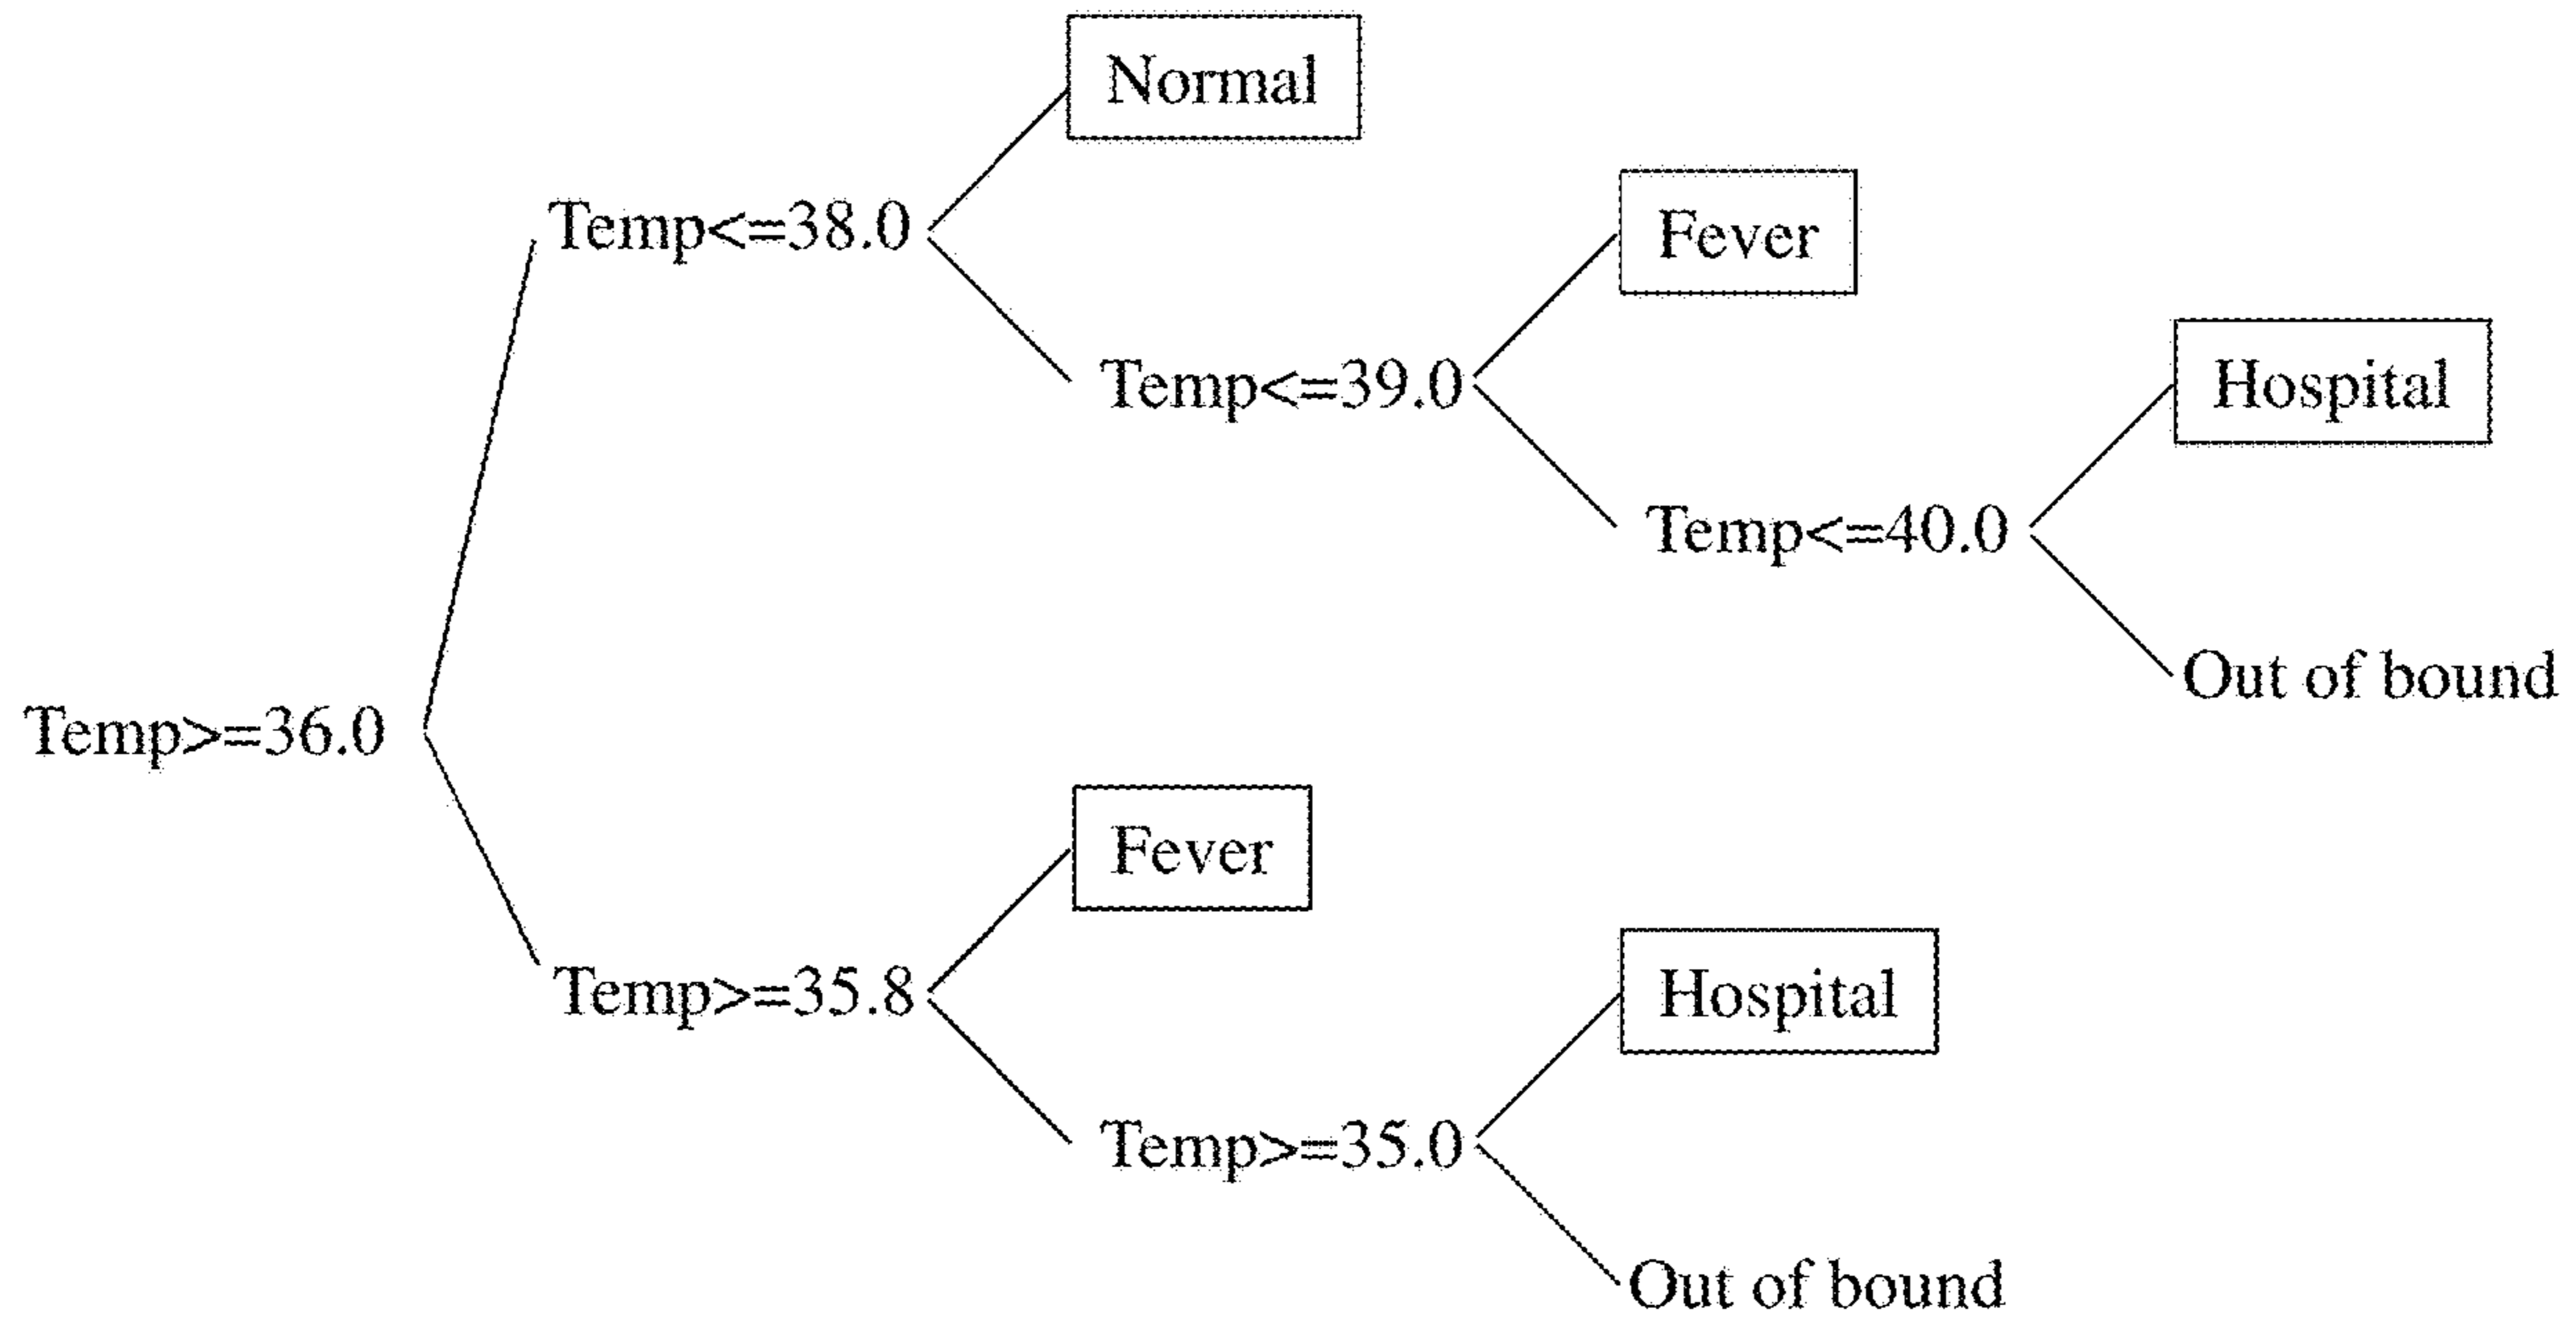 Normal
Temp<=38.0
Fever
Temp<=39.0
Hospital
Temp<=40.0
Out of bound
Temp>=36.0
Fever
Temp>=35.8
Hospital
Temp>=35.0
Out of bound